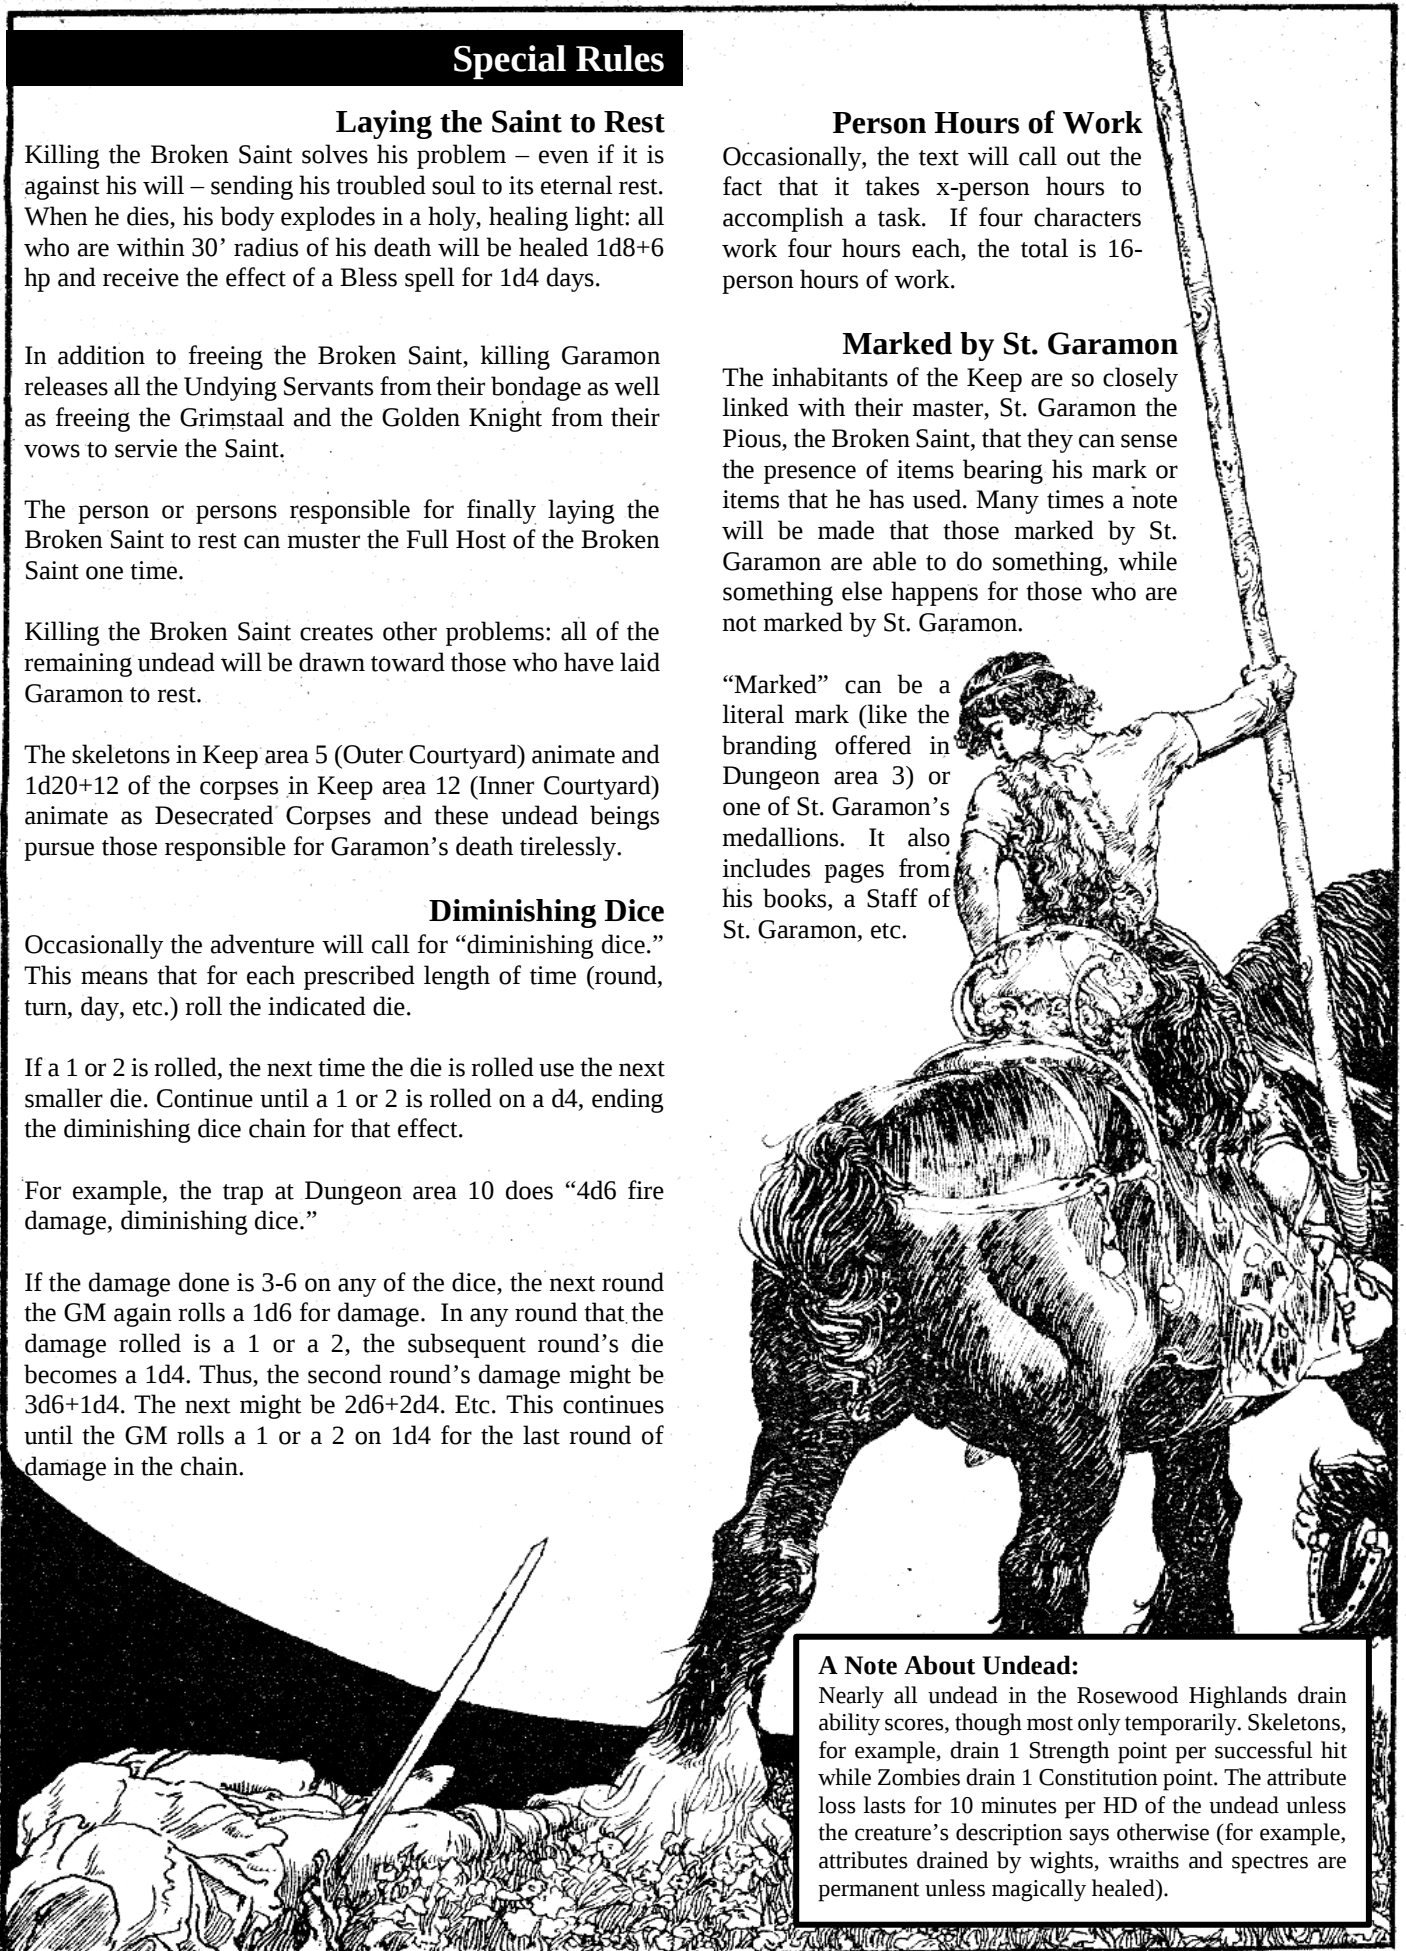 Special Rules
Laying the Saint to Rest
Killing the Broken Saint solves his problem – even if it is
against his will – sending his troubled soul to its eternal rest.
When he dies, his body explodes in a holy, healing light: all
who are within 30’ radius of his death will be healed 1d8+6
hp and receive the effect of a Bless spell for 1d4 days.
In addition to freeing the Broken Saint, killing Garamon
releases all the Undying Servants from their bondage as well
as freeing the Grimstaal and the Golden Knight from their
vows to servie the Saint.
The person or persons responsible for finally laying the
Broken Saint to rest can muster the Full Host of the Broken
Saint one time.
Killing the Broken Saint creates other problems: all of the
remaining undead will be drawn toward those who have laid
Garamon to rest.
The skeletons in Keep area 5 (Outer Courtyard) animate and
1d20+12 of the corpses in Keep area 12 (Inner Courtyard)
animate as Desecrated Corpses and these undead beings
pursue those responsible for Garamon’s death tirelessly.
Diminishing Dice
Occasionally the adventure will call for “diminishing dice.”
This means that for each prescribed length of time (round,
turn, day, etc.) roll the indicated die.
If a 1 or 2 is rolled, the next time the die is rolled use the next
smaller die. Continue until a 1 or 2 is rolled on a d4, ending
the diminishing dice chain for that effect.
For example, the trap at Dungeon area 10 does “4d6 fire
damage, diminishing dice.”
If the damage done is 3-6 on any of the dice, the next round
the GM again rolls a 1d6 for damage.  In any round that the
damage rolled is a 1 or a 2, the subsequent round’s die
becomes a 1d4. Thus, the second round’s damage might be
3d6+1d4. The next might be 2d6+2d4. Etc. This continues
until the GM rolls a 1 or a 2 on 1d4 for the last round of
damage in the chain.
Person Hours of Work
Occasionally, the text will call out the
fact that it takes x-person hours to
accomplish a task.  If four characters
work four hours each, the total is 16-
person hours of work.
Marked by St. Garamon
The inhabitants of the Keep are so closely
linked with their master, St. Garamon the
Pious, the Broken Saint, that they can sense
the presence of items bearing his mark or
items that he has used. Many times a note
will be made that those marked by St.
Garamon are able to do something, while
something else happens for those who are
not marked by St. Garamon.
“Marked” can be a
literal mark (like the
branding offered in
Dungeon area 3) or
one of St. Garamon’s
medallions. It also
includes pages from
his books, a Staff of
St. Garamon, etc.
A Note About Undead:
Nearly all undead in the Rosewood Highlands drain
ability scores, though most only temporarily. Skeletons,
for example, drain 1 Strength point per successful hit
while Zombies drain 1 Constitution point. The attribute
loss lasts for 10 minutes per HD of the undead unless
the creature’s description says otherwise (for example,
attributes drained by wights, wraiths and spectres are
permanent unless magically healed).